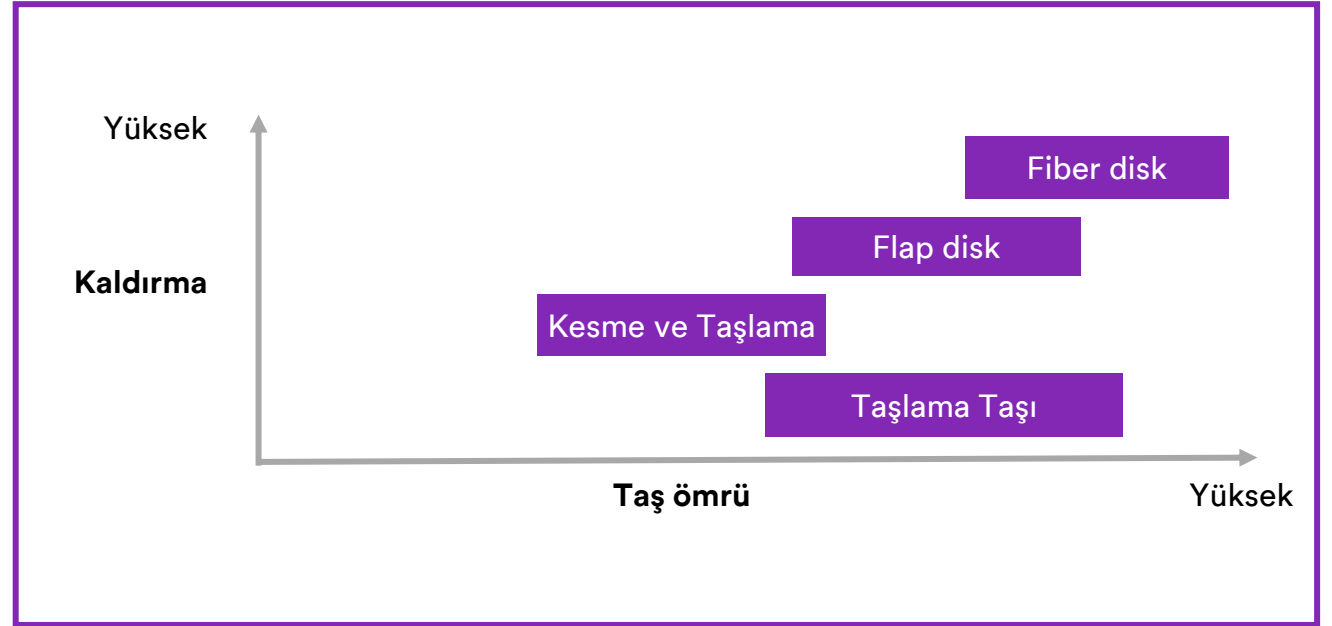 Yüksek
Fiber disk
Flap disk
Kaldırma
Kesme ve Taşlama
Taşlama Taşı
Taş ömrü
Yüksek